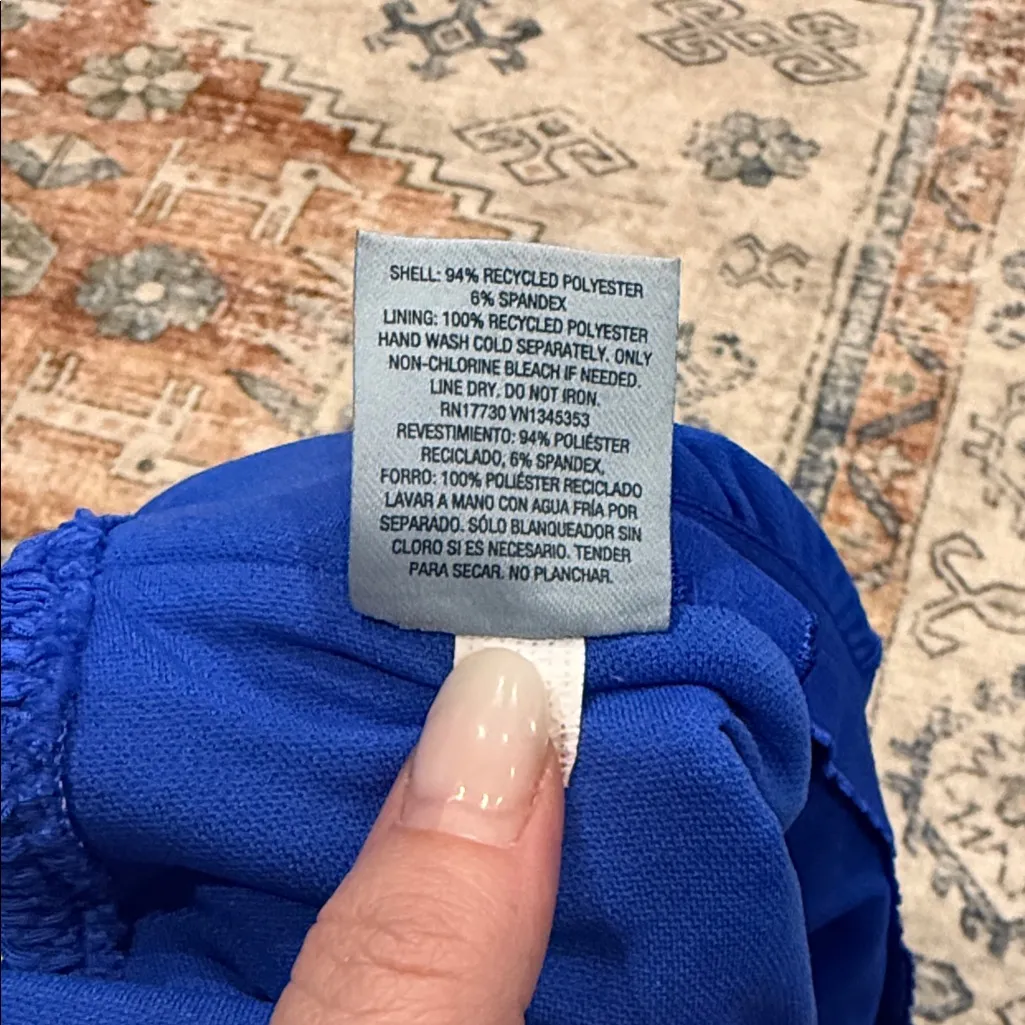 SHELL: 94% RECYCLED POLYESTER
6% SPANDEX
LINING: 100% RECYCLED POLYESTER
HAND WASH COLD SEPARATELY. ONLY
NON-CHLORINE BLEACH IF NEEDED.
LINE DRY. DO NOT IRON.
RN17730 VN1345353
REVESTIMIENTO: 94% POLIÉSTER
RECICLADO, 6% SPANDEX,
FORRO: 100% POLIÉSTER RECICLADO
LAVAR A MANO CON AGUA FRÍA POR
SEPARADO. SÓLO BLANQUEADOR SIN
CLORO SI ES NECESARIO. TENDER
PARA SECAR. NO PLANCHAR.